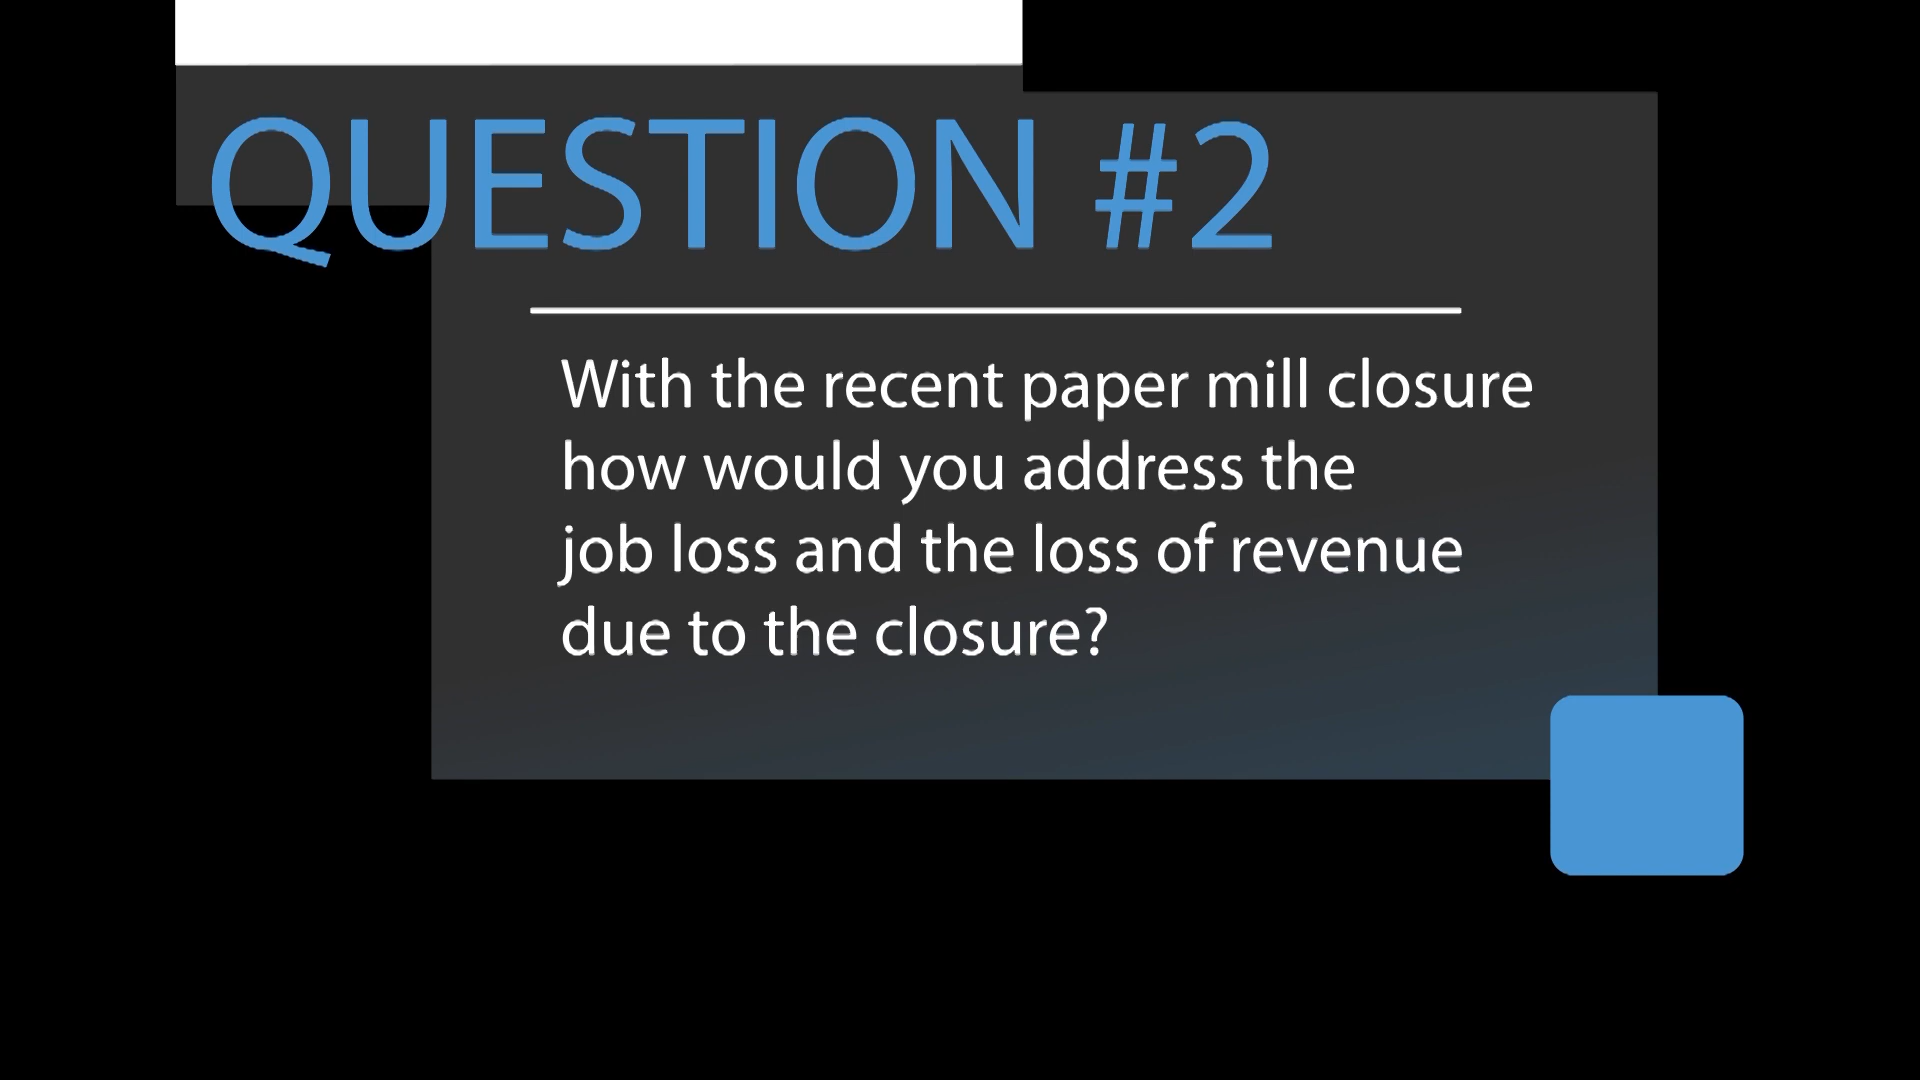 QUESTION #2
With the recent paper mill closure
how would you address the
job loss and the loss of revenue
due to the closure?